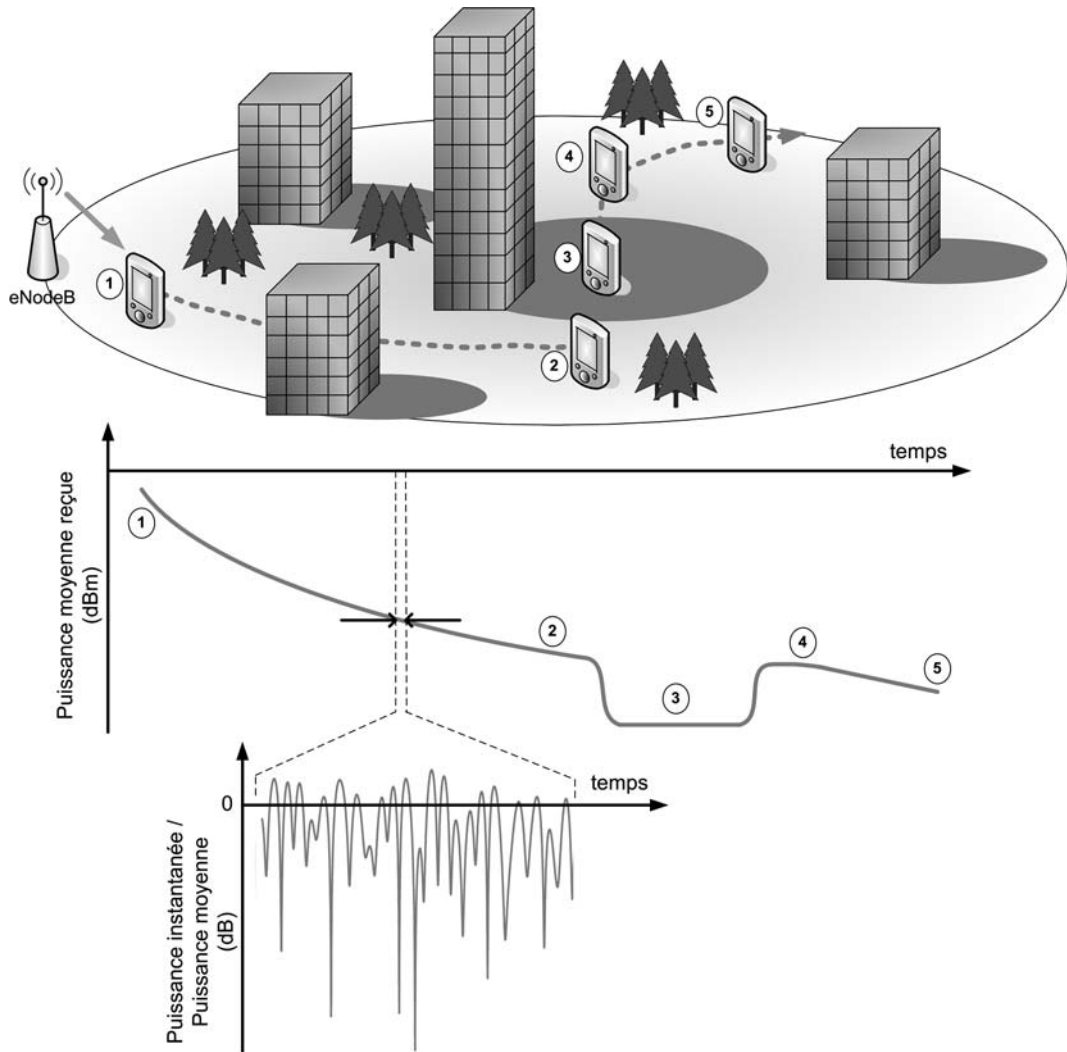 5
4
eNodeB
1
3
2
temps
Puissance moyenne reçue
(dBm)
1
2
3
4
5
temps
0
Puissance instantanée /
Puissance moyenne
(dB)